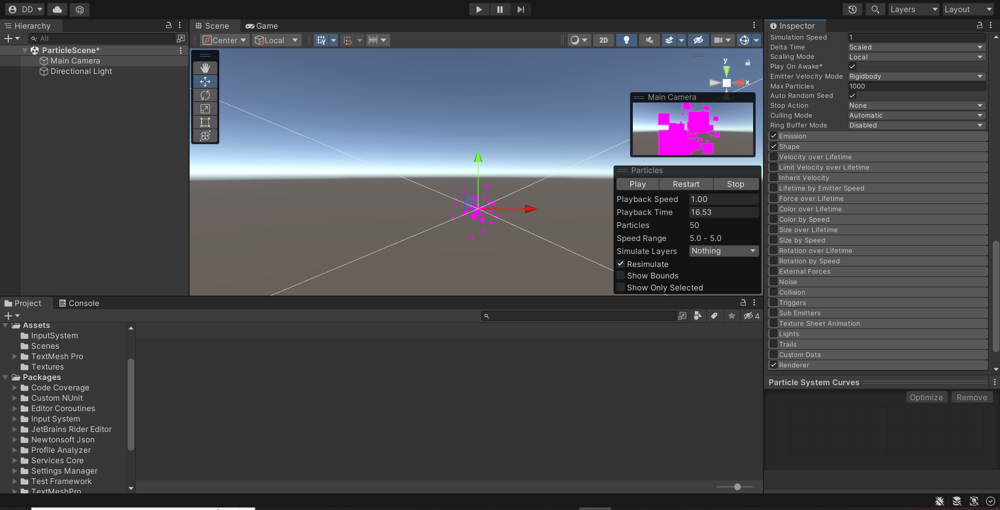 DD
Layers
Layout
Hierarchy
All
ParticleScene*
Main Camera
Directional Light
Scene
Game
Center
Local
2D
y
x
Main Camera
Particles
Play
Restart
Stop
Playback Speed
1.00
Playback Time
16.53
Particles
50
Speed Range
5.0 - 5.0
Simulate Layers
Nothing
Resimulate
Show Bounds
Show Only Selected
Inspector
Simulation Speed
1
Delta Time
Scaled
Scaling Mode
Local
Play On Awake*
Emitter Velocity Mode
Rigidbody
Max Particles
1000
Auto Random Seed
Stop Action
None
Culling Mode
Automatic
Ring Buffer Mode
Disabled
Emission
Shape
Velocity over Lifetime
Limit Velocity over Lifetime
Inherit Velocity
Lifetime by Emitter Speed
Force over Lifetime
Color over Lifetime
Color by Speed
Size over Lifetime
Size by Speed
Rotation over Lifetime
Rotation by Speed
External Forces
Noise
Collision
Triggers
Sub Emitters
Texture Sheet Animation
Lights
Trails
Custom Data
Renderer
Particle System Curves
Optimize
Remove
Project
Console
4
Assets
InputSystem
Scenes
TextMesh Pro
Textures
Packages
Code Coverage
Custom NUnit
Editor Coroutines
Input System
JetBrains Rider Editor
Newtonsoft Json
Profile Analyzer
Services Core
Settings Manager
Test Framework
TextMeshPro